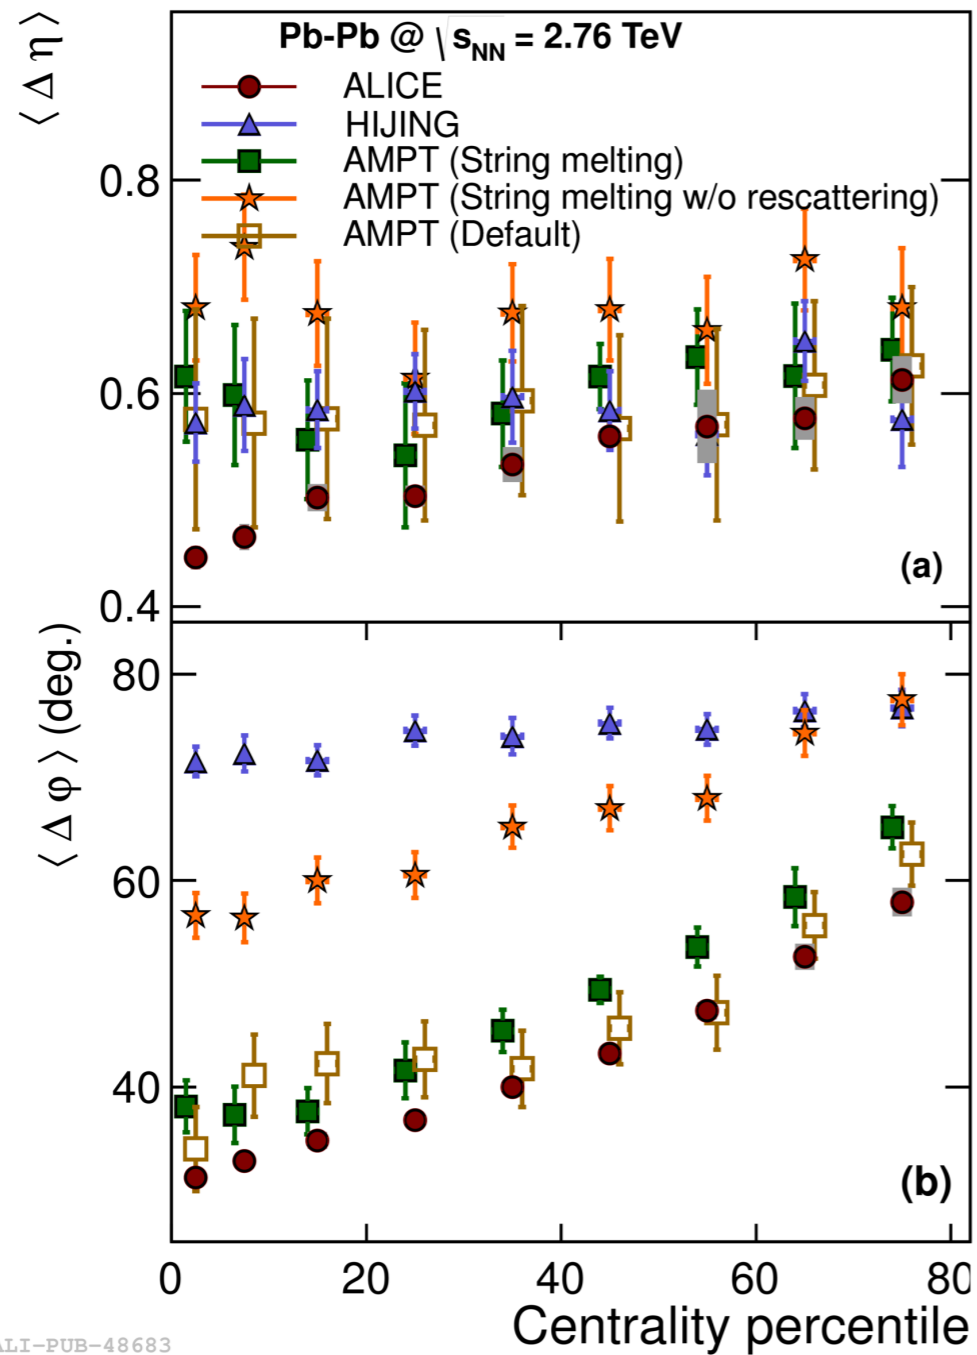 ⟨ Δ η ⟩
Pb-Pb @ √s_NN = 2.76 TeV
ALICE
HIJING
AMPT (String melting)
AMPT (String melting w/o rescattering)
AMPT (Default)
0.8
0.6
0.4
(a)
⟨ Δ φ ⟩ (deg.)
80
60
40
(b)
0 20 40 60 80
Centrality percentile
ALI-PUB-48683